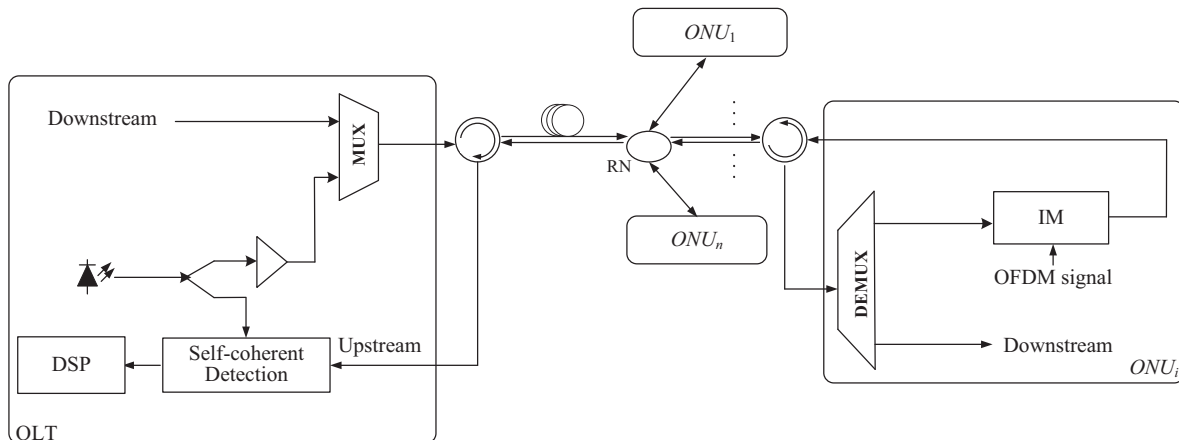 ONU1
Downstream
MUX
RN
ONUn
IM
OFDM signal
DEMUX
Upstream
Self-coherent
Detection
DSP
Downstream
ONUi
OLT